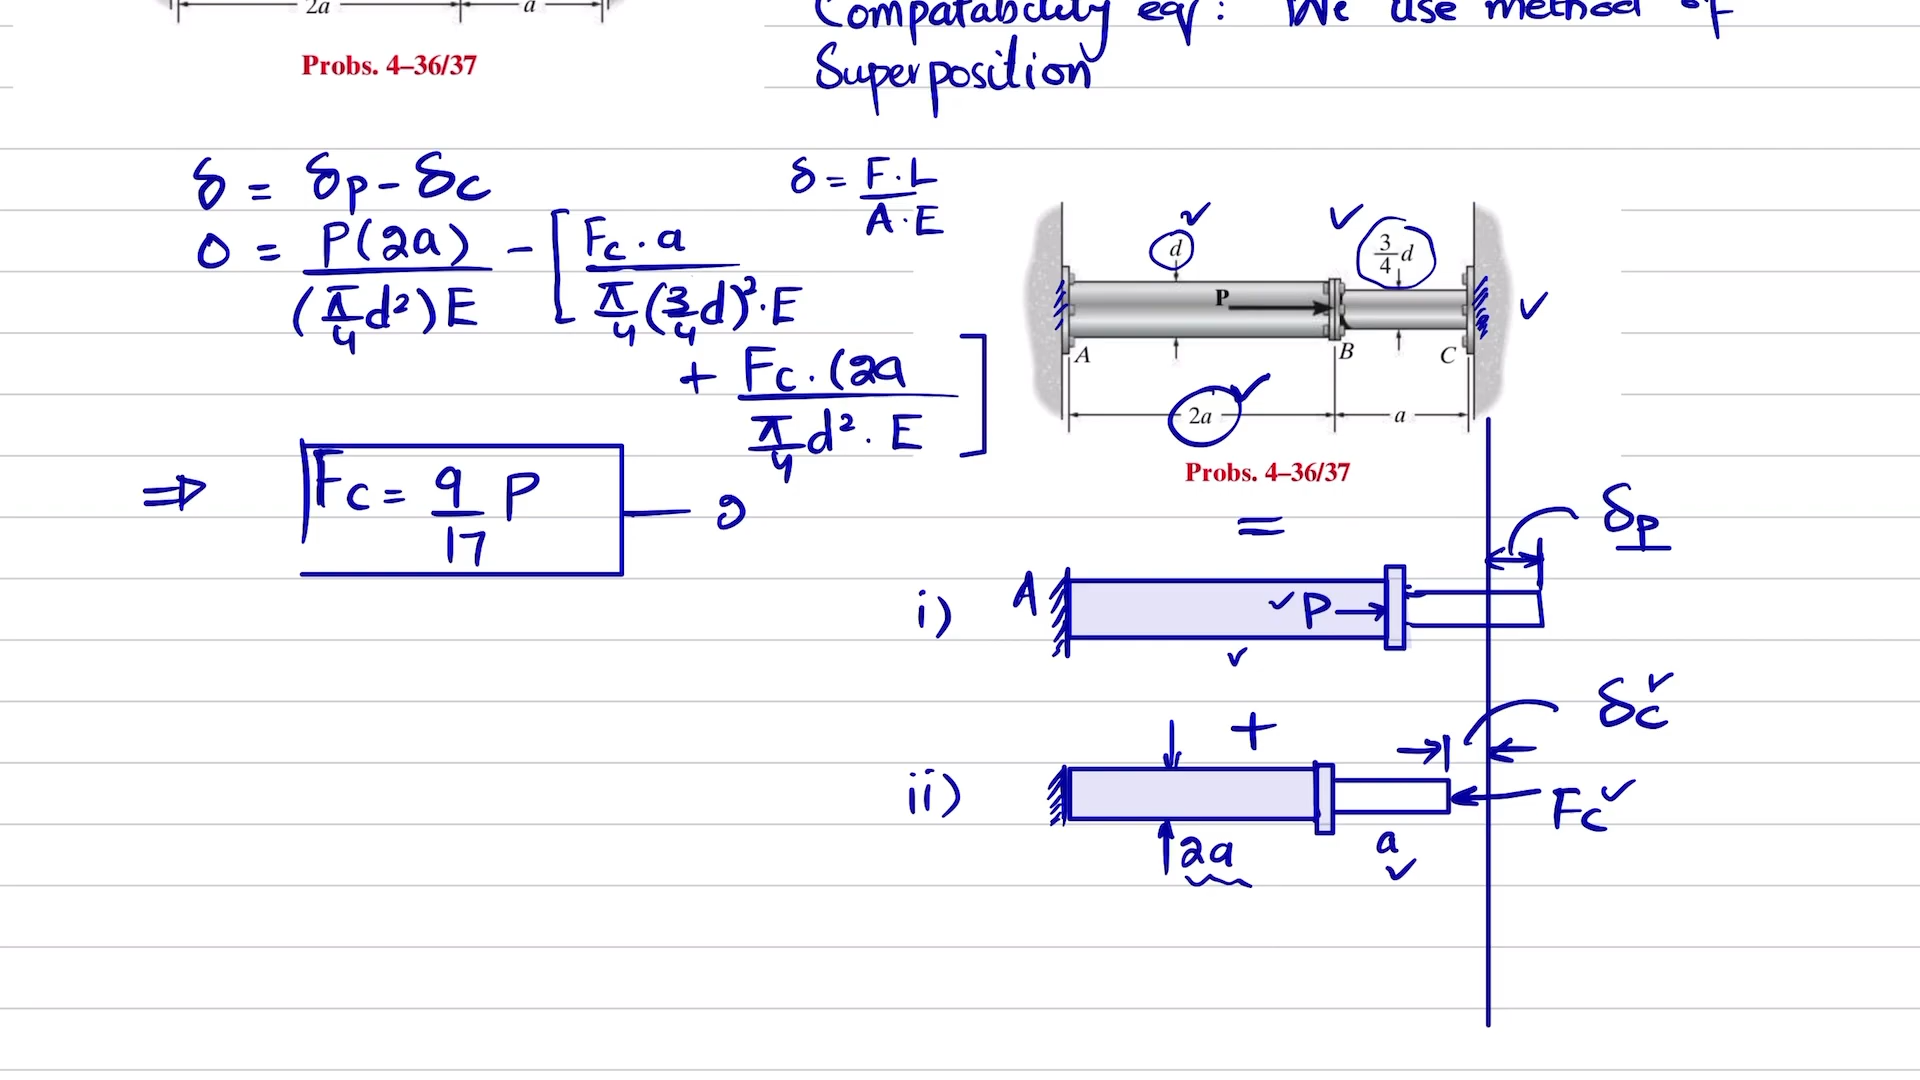 2a a
Compatability eqⁿ: We use method of
Superposition
Probs. 4–36/37
δ = δp - δc
δ = F.L / A.E
0 = P(2a) / (π/4 d²)E - [ Fc.a / π/4 (3/4 d)².E
+ Fc.(2a / π/4 d². E ]
⇒ Fc = 9/17 P — 2
d 3/4 d
P
A B C
2a a
Probs. 4–36/37
=
δp
i) A P
δc
+
ii) Fc
2a a